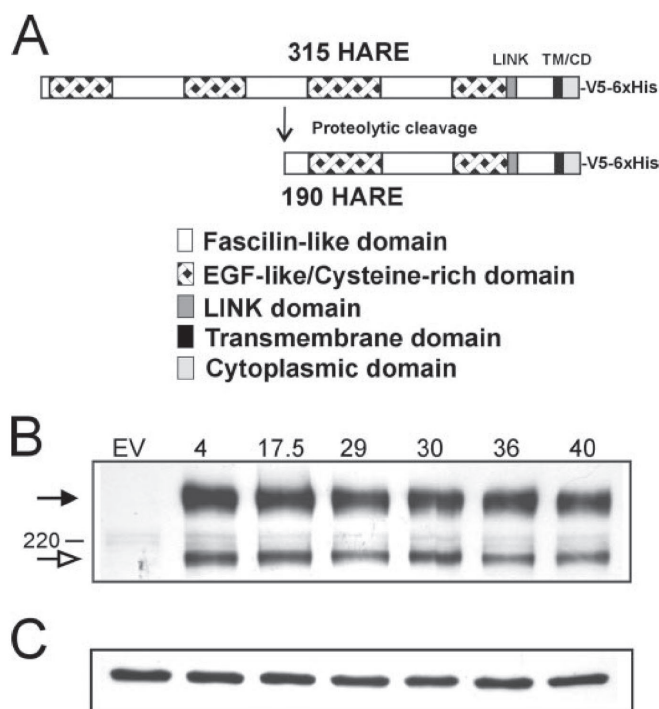 A
315 HARE
LINK TM/CD
-V5-6xHis
Proteolytic cleavage
-V5-6xHis
190 HARE
Fascilin-like domain
EGF-like/Cysteine-rich domain
LINK domain
Transmembrane domain
Cytoplasmic domain
B
EV 4 17.5 29 30 36 40
220
C